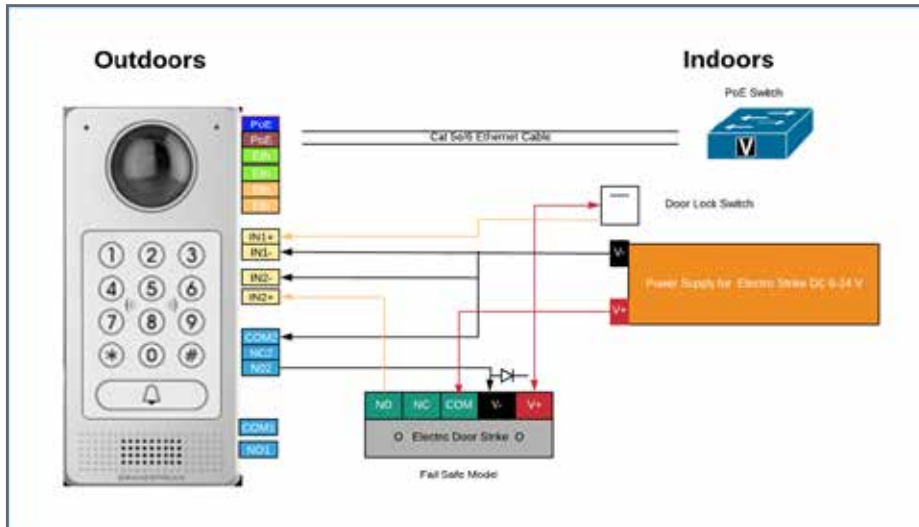 Outdoors
Indoors
PoE Switch
PoE
PoE
Eth
Eth
Eth
Eth
Cat 5e/6 Ethernet Cable
V
Door Lock Switch
IN1+
IN1-
IN2-
IN2+
V-
V+
Power Supply for Electro Strike DC 6-24 V
1 2 3
4 5 6
7 8 9
* 0 #
COM2
NC2
NO2
NO NC COM V- V+
Electric Door Strike
Fail Safe Model
COM1
NO1
GRANDSTREAM